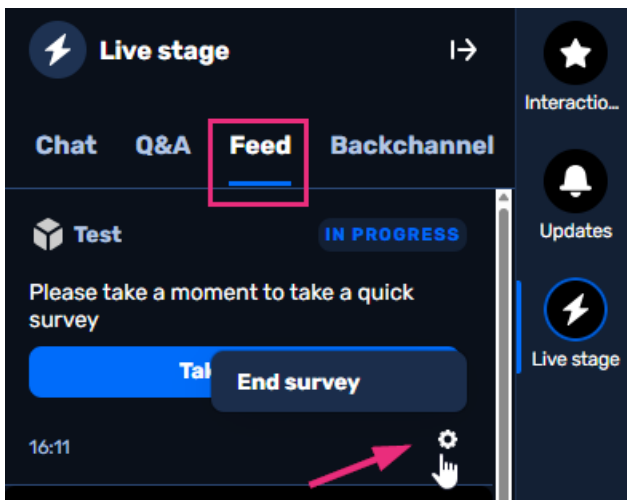 Live stage
Interactio...
Chat Q&A Feed Backchannel
Updates
Test
IN PROGRESS
Please take a moment to take a quick
survey
Live stage
End survey
16:11